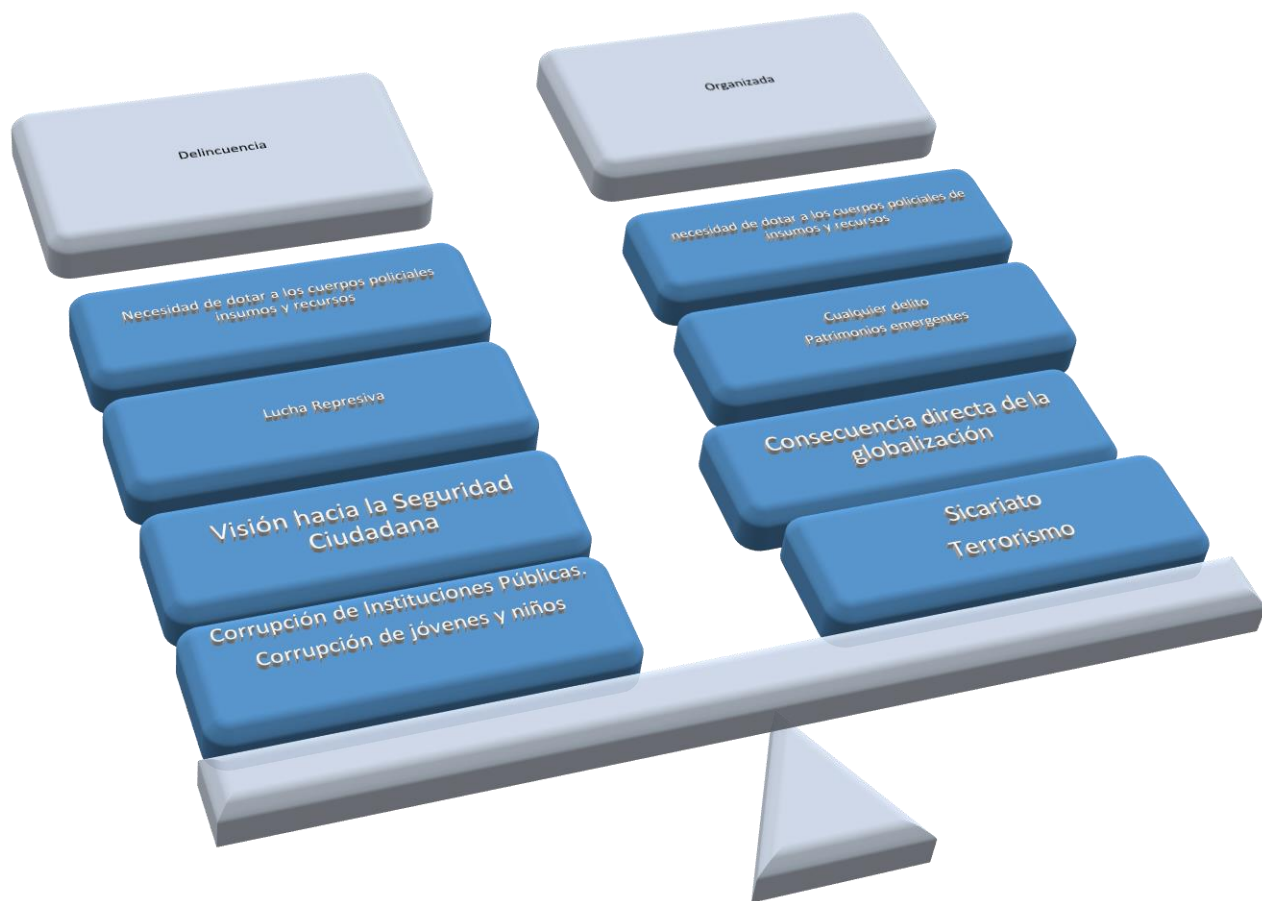 Delincuencia
Necesidad de dotar a los cuerpos policiales
insumos y recursos
Lucha Represiva
Visión hacia la Seguridad
Ciudadana
Corrupción de Instituciones Públicas.
Corrupción de jóvenes y niños
Organizada
necesidad de dotar a los cuerpos policiales de
insumos y recursos
Cualquier delito
Patrimonios emergentes
Consecuencia directa de la
globalización
Sicariato
Terrorismo